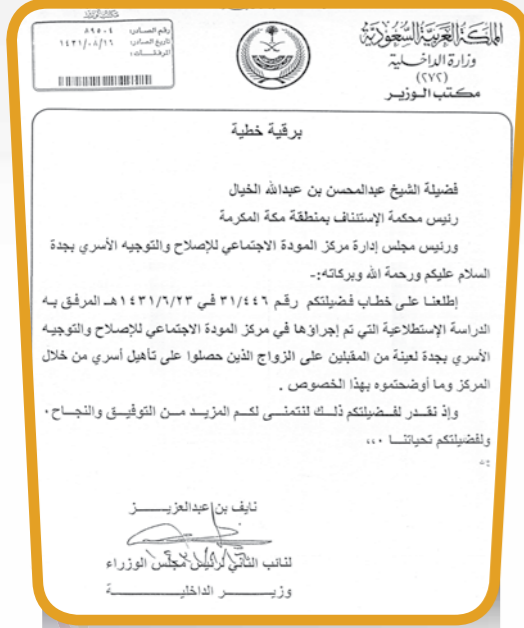 المملكة العربية السعودية
وزارة الداخلية
(٢٧٢)
مكتب الوزير
رقم الصادر: ٨٩٥٠٤
تاريخ الصادر: ١٤٣١/٠٨/١٦
المرفقات:
برقية خطية
فضيلة الشيخ عبدالمحسن بن عبدالله الخيال
رئيس محكمة الإستئناف بمنطقة مكة المكرمة
ورئيس مجلس إدارة مركز المودة الاجتماعي للإصلاح والتوجيه الأسري بجدة
السلام عليكم ورحمة الله وبركاته:-
إطلعنا على خطاب فضيلتكم رقم ٣١/٤٤٦ في ١٤٣١/٦/٢٣هـ المرفق به
الدراسة الإستطلاعية التي تم إجراؤها في مركز المودة الاجتماعي للإصلاح والتوجيه
الأسري بجدة لعينة من المقبلين على الزواج الذين حصلوا على تأهيل أسري من خلال
المركز وما أوضحتموه بهذا الخصوص .
وإذ نقدر لفضيلتكم ذلك لنتمنى لكم المزيد من التوفيق والنجاح٠
ولفضيلتكم تحياتنا ٠،،
نايف بن عبدالعزيز
لنائب الثاني لرئيس مجلس الوزراء
وزير الداخلية